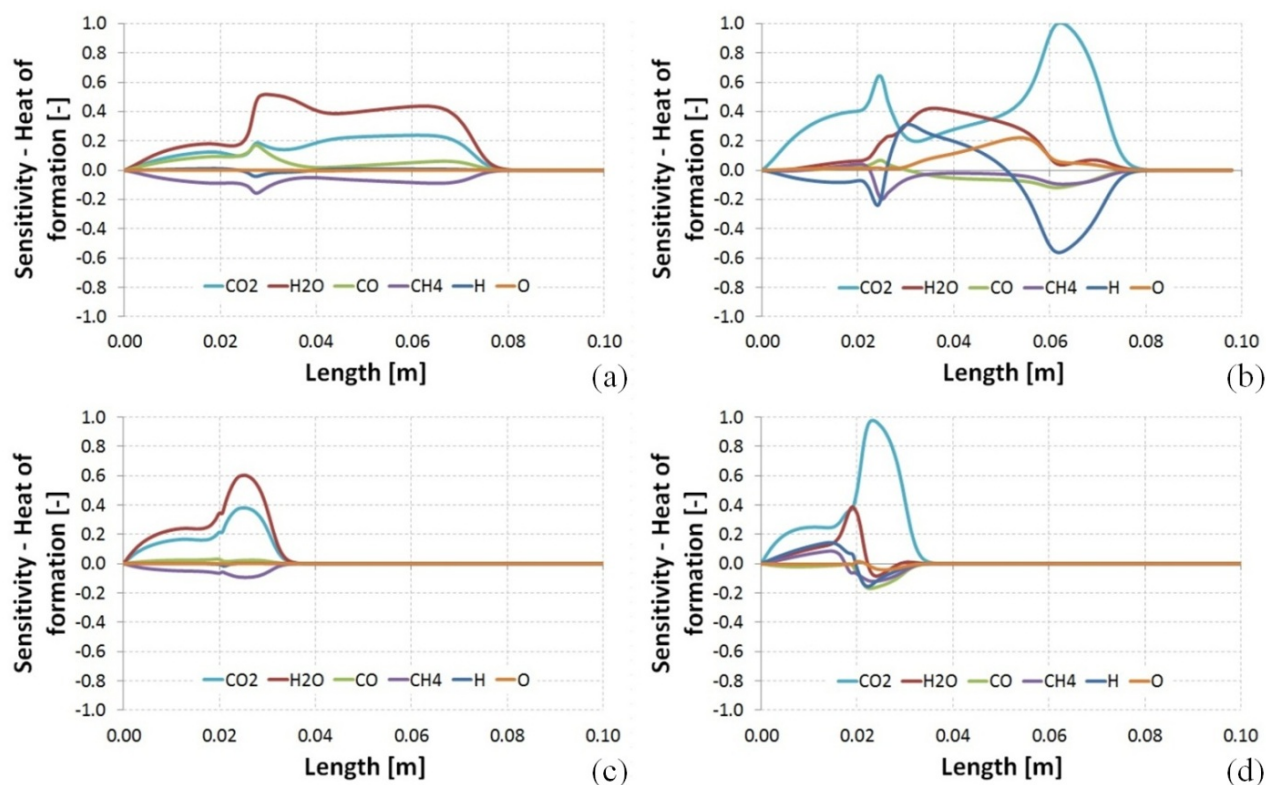 Sensitivity - Heat of
formation [-]
1.0
0.8
0.6
0.4
0.2
0.0
-0.2
-0.4
-0.6
-0.8
-1.0
CO2 H2O CO CH4 H O
0.00 0.02 0.04 0.06 0.08 0.10
Length [m]
(a)
Sensitivity - Heat of
formation [-]
1.0
0.8
0.6
0.4
0.2
0.0
-0.2
-0.4
-0.6
-0.8
-1.0
CO2 H2O CO CH4 H O
0.00 0.02 0.04 0.06 0.08 0.10
Length [m]
(b)
Sensitivity - Heat of
formation [-]
1.0
0.8
0.6
0.4
0.2
0.0
-0.2
-0.4
-0.6
-0.8
-1.0
CO2 H2O CO CH4 H O
0.00 0.02 0.04 0.06 0.08 0.10
Length [m]
(c)
Sensitivity - Heat of
formation [-]
1.0
0.8
0.6
0.4
0.2
0.0
-0.2
-0.4
-0.6
-0.8
-1.0
CO2 H2O CO CH4 H O
0.00 0.02 0.04 0.06 0.08 0.10
Length [m]
(d)